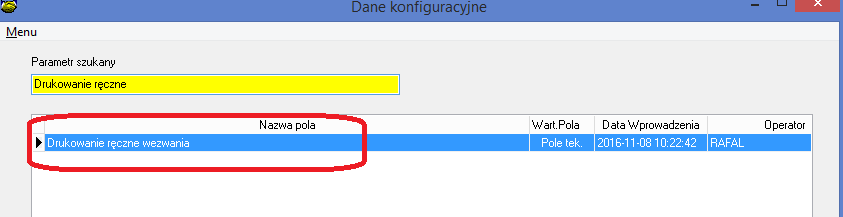 Dane konfiguracyjne
Menu
Parametr szukany
Drukowanie ręczne
Nazwa pola Wart.Pola Data Wprowadzenia Operator
Drukowanie ręczne wezwania Pole tek. 2016-11-08 10:22:42 RAFAL